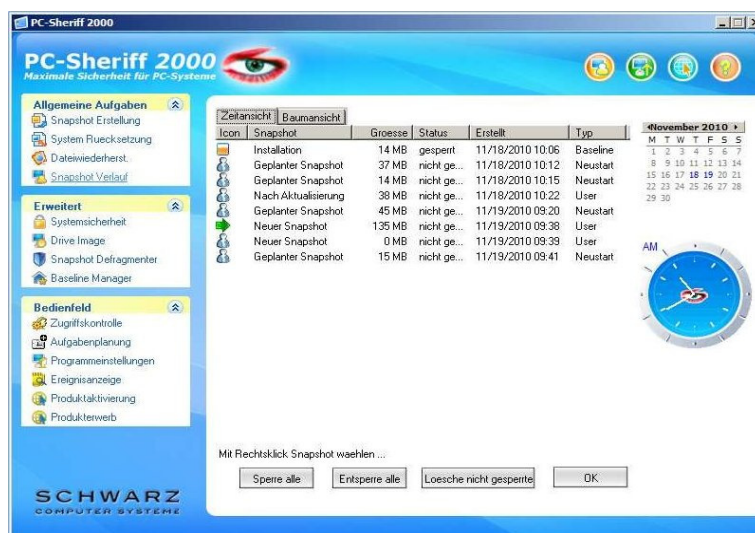 PC-Sheriff 2000
PC-Sheriff 2000
Maximale Sicherheit für PC-Systeme
Allgemeine Aufgaben
Snapshot Erstellung
System Ruecksetzung
Dateiwiederherst.
Snapshot Verlauf
Erweitert
Systemsicherheit
Drive Image
Snapshot Defragmenter
Baseline Manager
Bedienfeld
Zugriffskontrolle
Aufgabenplanung
Programmeinstellungen
Ereignisanzeige
Produktaktivierung
Produkterwerb
SCHWARZ
COMPUTER SYSTEME
Zeitansicht Baumansicht
Icon Snapshot Groesse Status Erstellt Typ
Installation 14 MB gesperrt 11/18/2010 10:06 Baseline
Geplanter Snapshot 37 MB nicht ge... 11/18/2010 10:12 Neustart
Geplanter Snapshot 14 MB nicht ge... 11/18/2010 10:15 Neustart
Nach Aktualisierung 38 MB nicht ge... 11/18/2010 10:22 User
Geplanter Snapshot 45 MB nicht ge... 11/19/2010 09:20 Neustart
Neuer Snapshot 135 MB nicht ge... 11/19/2010 09:38 User
Neuer Snapshot 0 MB nicht ge... 11/19/2010 09:39 User
Geplanter Snapshot 15 MB nicht ge... 11/19/2010 09:41 Neustart
Mit Rechtsklick Snapshot waehlen ...
Sperre alle Entsperre alle Loesche nicht gesperrte OK
November 2010
M T W T F S S
1 2 3 4 5 6 7
8 9 10 11 12 13 14
15 16 17 18 19 20 21
22 23 24 25 26 27 28
29 30
AM